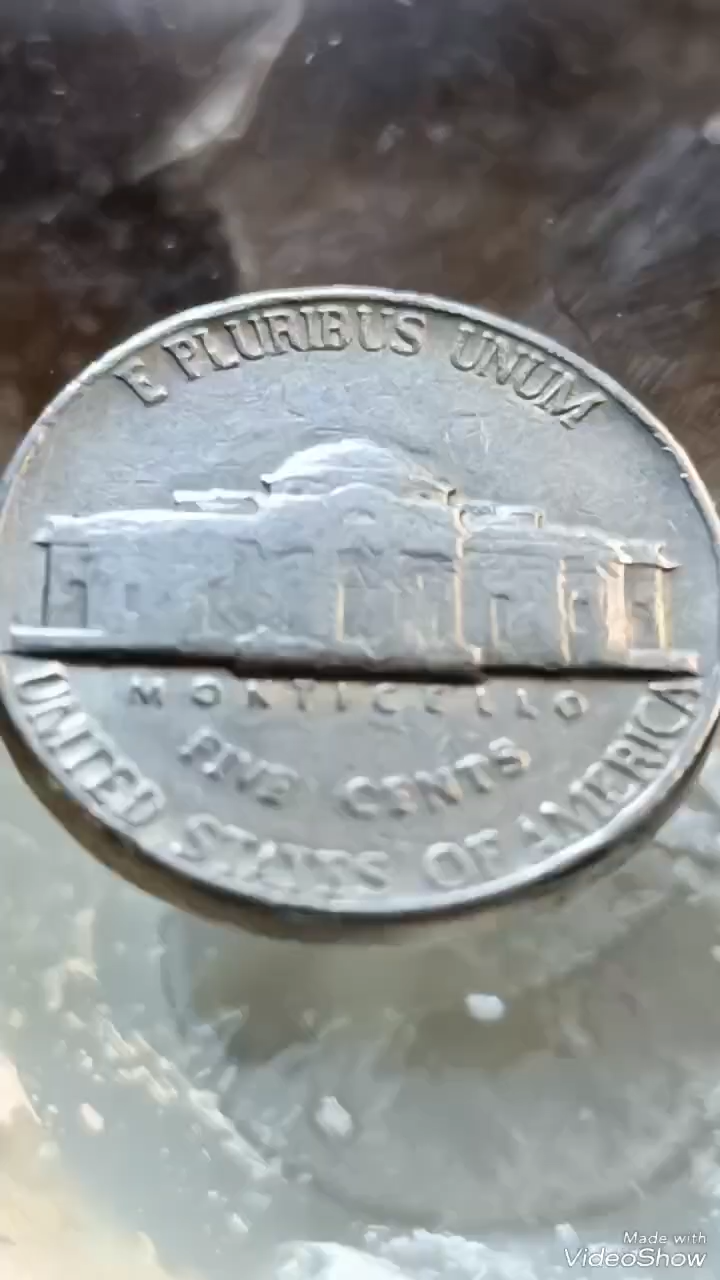 E PLURIBUS UNUM
MONTICELLO
FIVE CENTS
UNITED STATES OF AMERICA
Made with
VideoShow